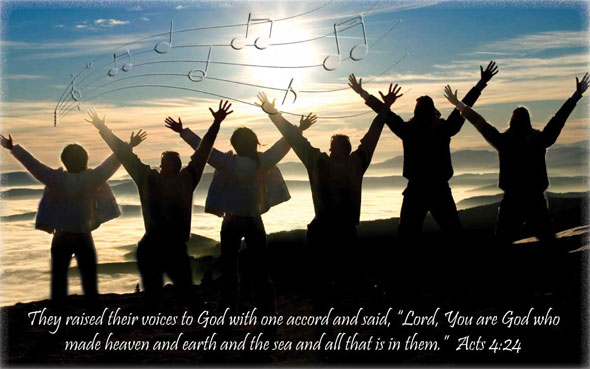 They raised their voices to God with one accord and said, "Lord, You are God who
made heaven and earth and the sea and all that is in them."  Acts 4:24